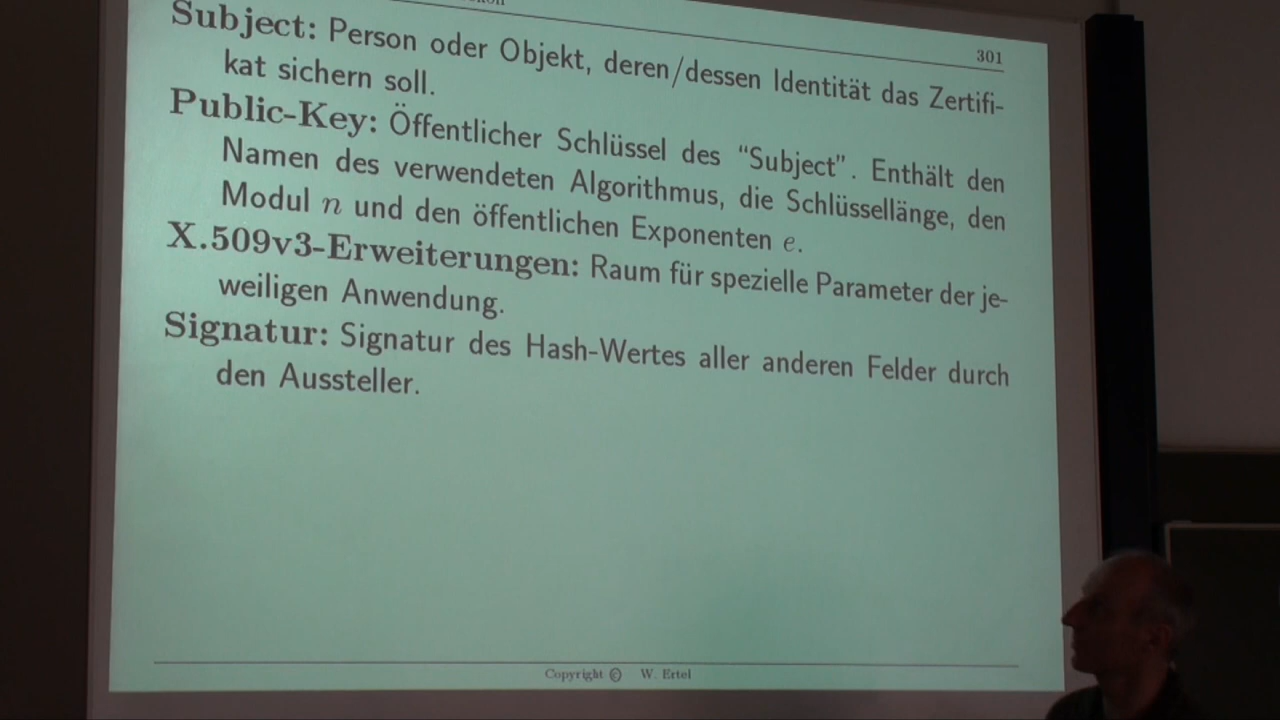 301
Subject: Person oder Objekt, deren/dessen Identität das Zertifi-
kat sichern soll.
Public-Key: Öffentlicher Schlüssel des “Subject”. Enthält den
Namen des verwendeten Algorithmus, die Schlüssellänge, den
Modul n und den öffentlichen Exponenten e.
X.509v3-Erweiterungen: Raum für spezielle Parameter der je-
weiligen Anwendung.
Signatur: Signatur des Hash-Wertes aller anderen Felder durch
den Aussteller.
Copyright © W. Ertel